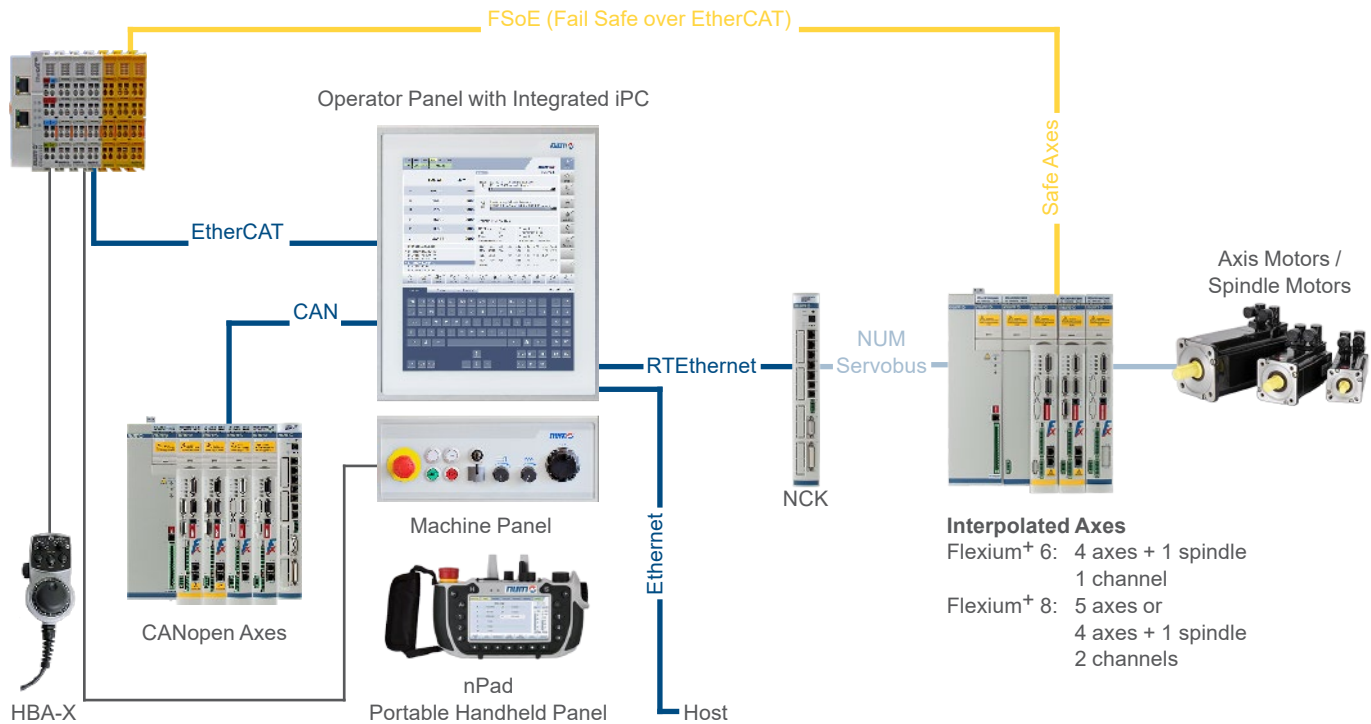 FSoE (Fail Safe over EtherCAT)
Operator Panel with Integrated iPC
Safe Axes
EtherCAT
Axis Motors /
Spindle Motors
CAN
NUM
RTEthernet
Servobus
NCK
Machine Panel
Interpolated Axes
Flexium+ 6: 4 axes + 1 spindle
1 channel
Flexium+ 8: 5 axes or
4 axes + 1 spindle
2 channels
Ethernet
CANopen Axes
num
nPad
HBA-X
Portable Handheld Panel
Host